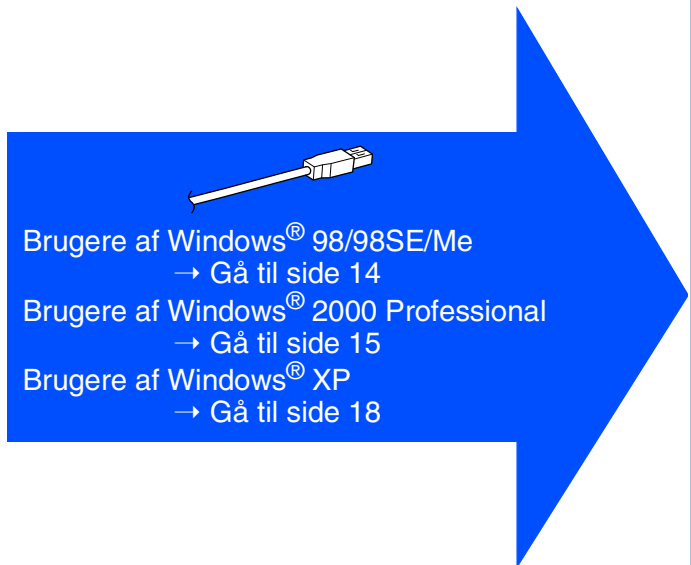 Brugere af Windows® 98/98SE/Me
→ Gå til side 14
Brugere af Windows® 2000 Professional
→ Gå til side 15
Brugere af Windows® XP
→ Gå til side 18